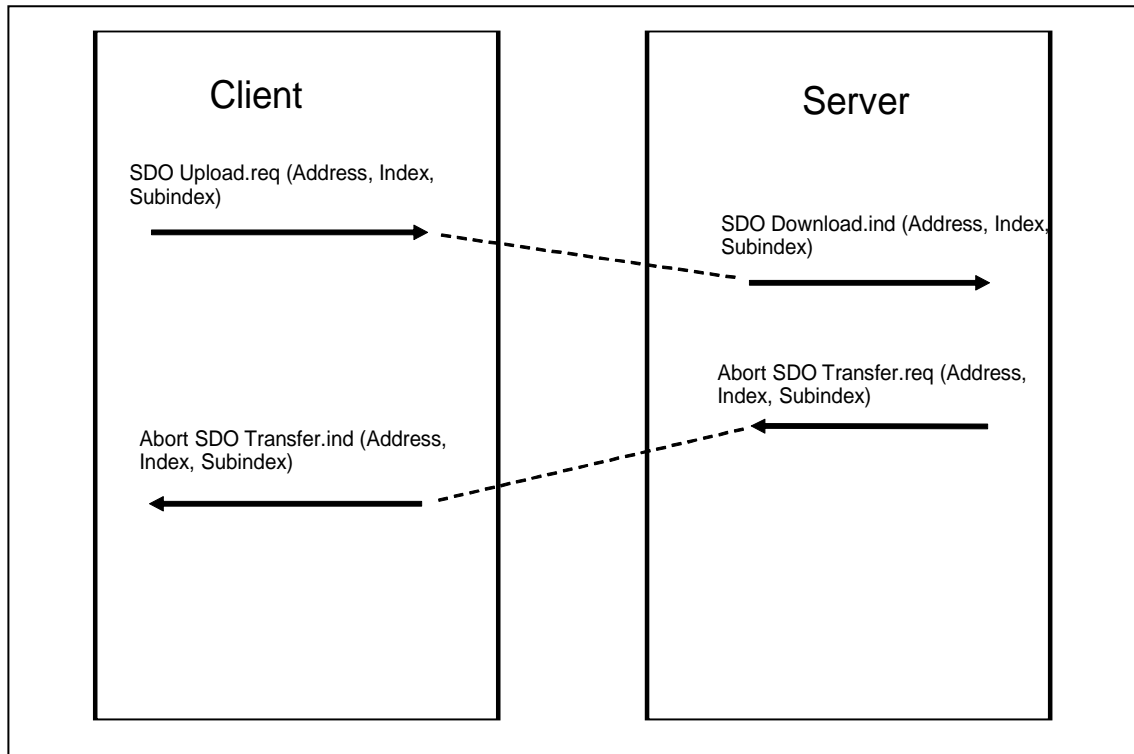 Client
Server
SDO Upload.req (Address, Index,
Subindex)
SDO Download.ind (Address, Index,
Subindex)
Abort SDO Transfer.req (Address,
Index, Subindex)
Abort SDO Transfer.ind (Address,
Index, Subindex)